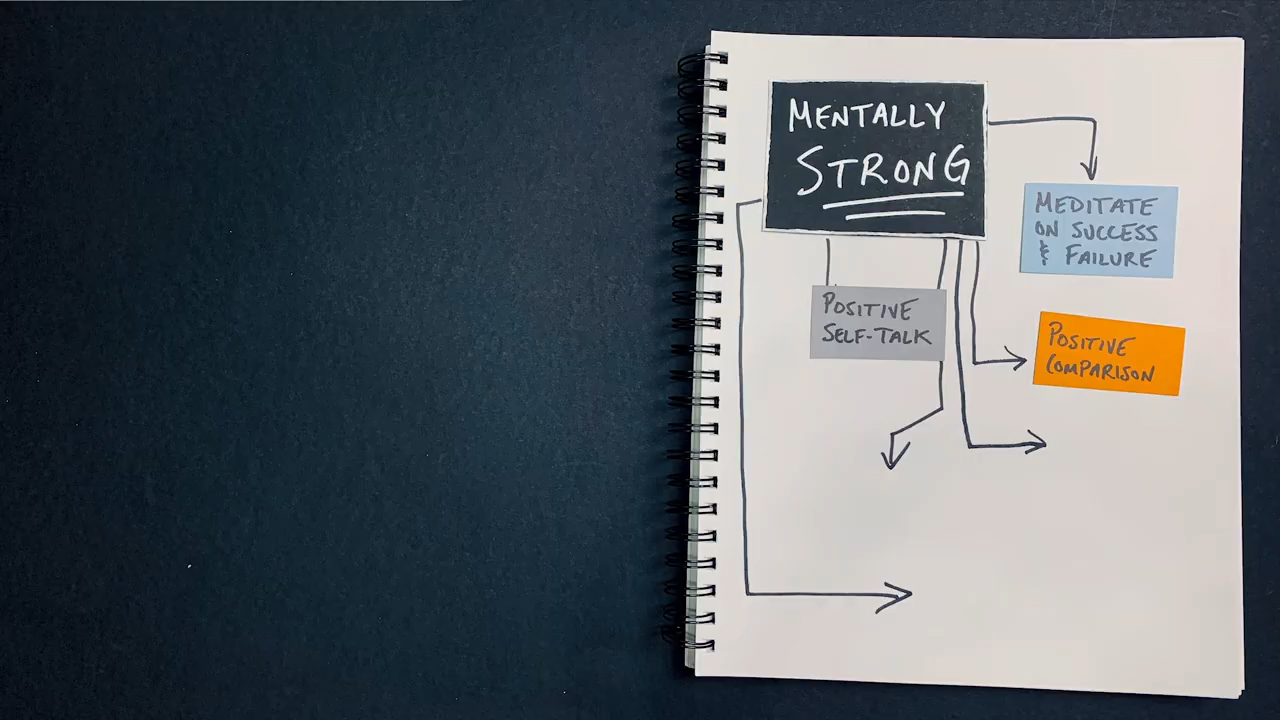 MENTALLY
STRONG
MEDITATE
ON SUCCESS
& FAILURE
POSITIVE
SELF-TALK
POSITIVE
COMPARISON